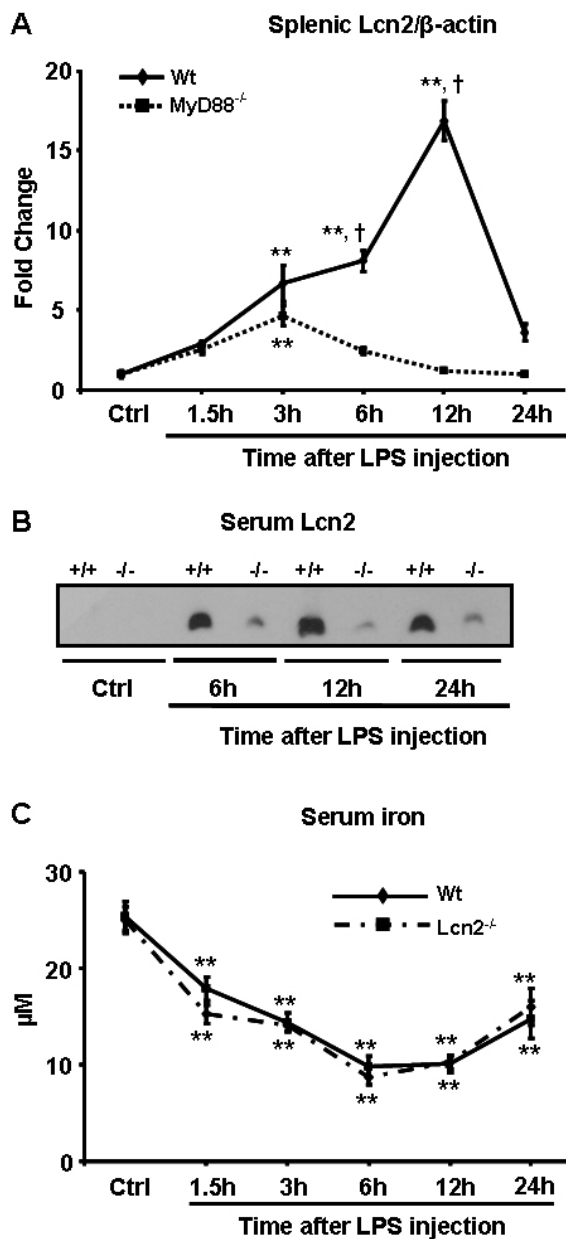 A Splenic Lcn2/β-actin
20
15
10
5
0
Fold Change
Wt
MyD88-/-
**, †
**, †
**
**
Ctrl 1.5h 3h 6h 12h 24h
Time after LPS injection
B Serum Lcn2
+/+ -/- +/+ -/- +/+ -/- +/+ -/-
Ctrl 6h 12h 24h
Time after LPS injection
C Serum iron
30
20
10
0
µM
Wt
Lcn2-/-
** ** ** ** **
** ** ** ** **
Ctrl 1.5h 3h 6h 12h 24h
Time after LPS injection